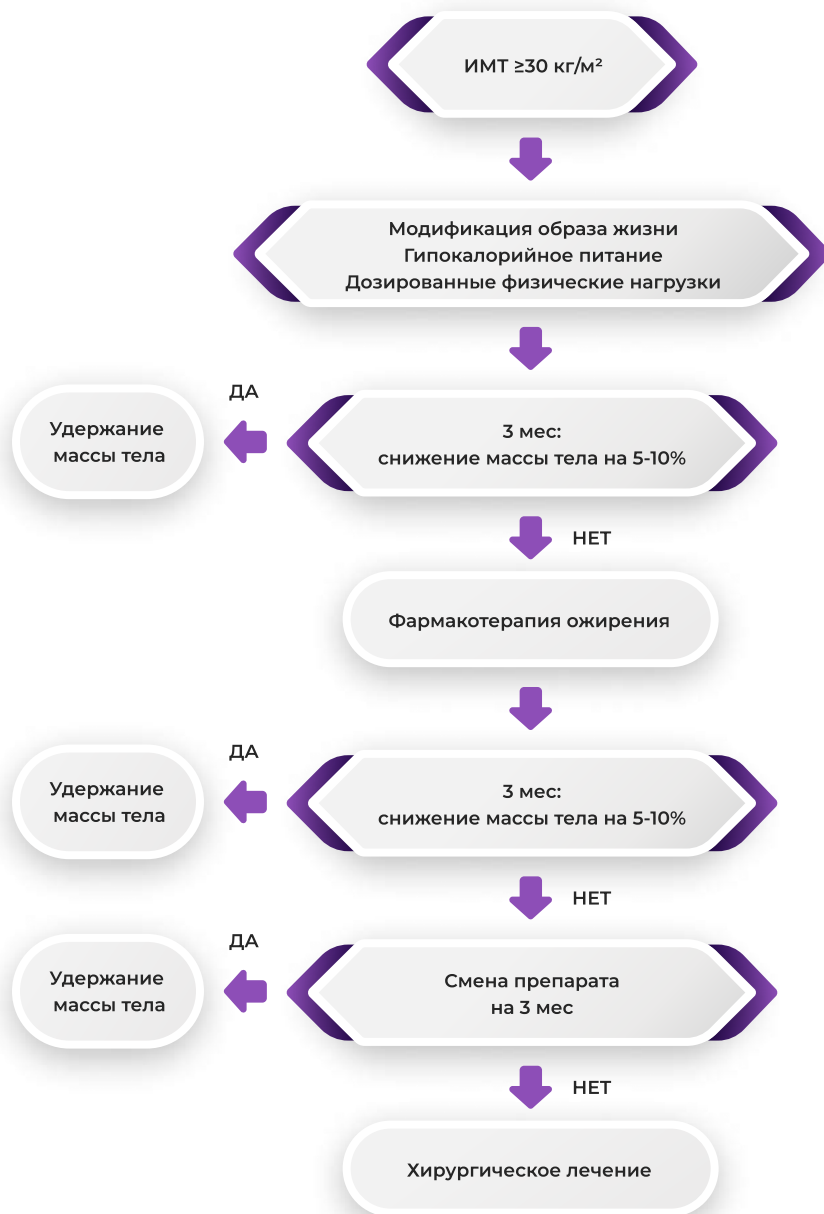 ИМТ ≥30 кг/м²
Модификация образа жизни
Гипокалорийное питание
Дозированные физические нагрузки
ДА
Удержание
массы тела
3 мес:
снижение массы тела на 5-10%
НЕТ
Фармакотерапия ожирения
ДА
Удержание
массы тела
3 мес:
снижение массы тела на 5-10%
НЕТ
ДА
Удержание
массы тела
Смена препарата
на 3 мес
НЕТ
Хирургическое лечение